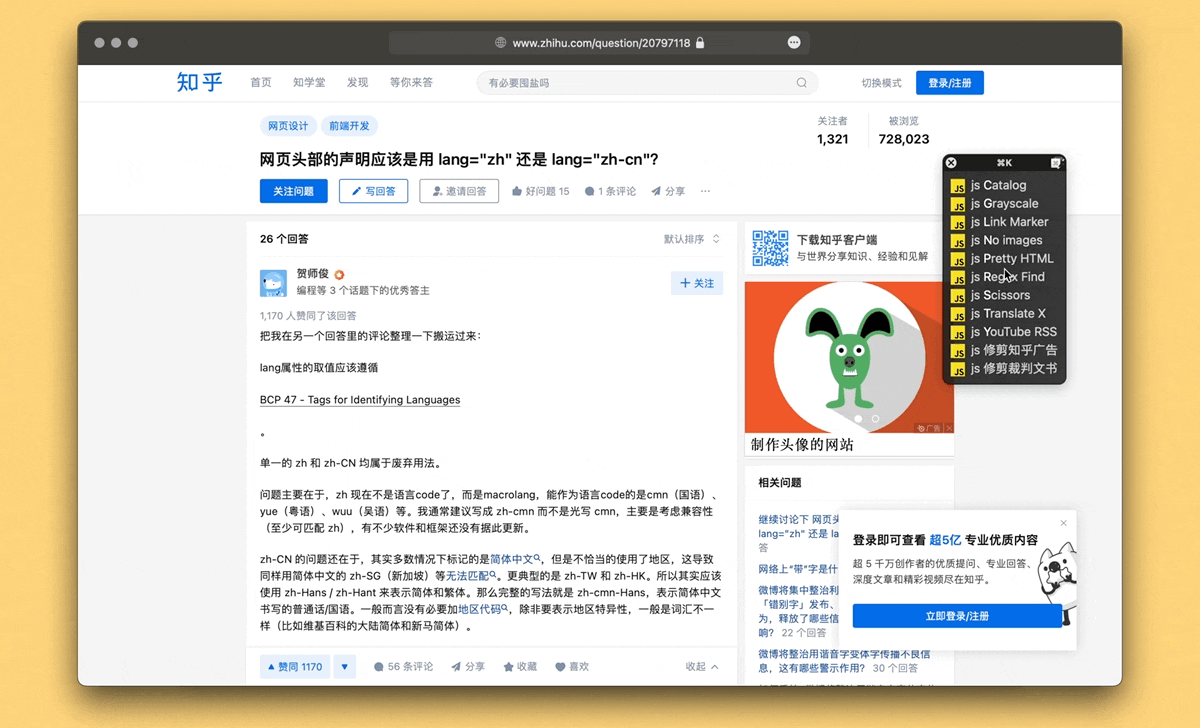 www.zhihu.com/question/20797118
知乎
首页 知学堂 发现 等你来答
有必要囤盐吗
切换模式
登录/注册
网页设计 前端开发
关注者
1,321
被浏览
728,023
网页头部的声明应该是用 lang="zh" 还是 lang="zh-cn"?
关注问题 写回答 邀请回答 好问题 15 1 条评论 分享 ···
⌘K
js Catalog
js Grayscale
js Link Marker
js No images
js Pretty HTML
js Regex Find
js Scissors
js Translate X
js YouTube RSS
js 修剪知乎广告
js 修剪裁判文书
26 个回答
默认排序
贺师俊
编程等 3 个话题下的优秀答主
+ 关注
1,170 人赞同了该回答
把我在另一个回答里的评论整理一下搬运过来：
lang属性的取值应该遵循
BCP 47 - Tags for Identifying Languages
。
单一的 zh 和 zh-CN 均属于废弃用法。
问题主要在于，zh 现在不是语言code了，而是macrolang，能作为语言code的是cmn（国语）、
yue（粤语）、wuu（吴语）等。我通常建议写成 zh-cmn 而不是光写 cmn，主要是考虑兼容性
（至少可匹配 zh），有不少软件和框架还没有据此更新。
zh-CN 的问题还在于，其实多数情况下标记的是简体中文，但是不恰当的使用了地区，这导致
同样用简体中文的 zh-SG（新加坡）等无法匹配。更典型的是 zh-TW 和 zh-HK。所以其实应该
使用 zh-Hans / zh-Hant 来表示简体和繁体。那么完整的写法就是 zh-cmn-Hans，表示简体中文
书写的普通话/国语。一般而言没有必要加地区代码，除非要表示地区特异性，一般是词汇不一
样（比如维基百科的大陆简体和新马简体）。
赞同 1170 56 条评论 分享 收藏 喜欢 收起
下载知乎客户端
与世界分享知识、经验和见解
广告
制作头像的网站
相关问题
继续讨论下 网页头
lang="zh" 还是 la
答
网络上“带”字是什
微博将集中整治利
「错别字」发布、
为，释放了哪些信
响？ 22 个回答
微博将整治用谐音字变体字传播不良信
息，这有哪些警示作用？ 30 个回答
登录即可查看 超5亿 专业优质内容
超 5 千万创作者的优质提问、专业回答、
深度文章和精彩视频尽在知乎。
立即登录/注册